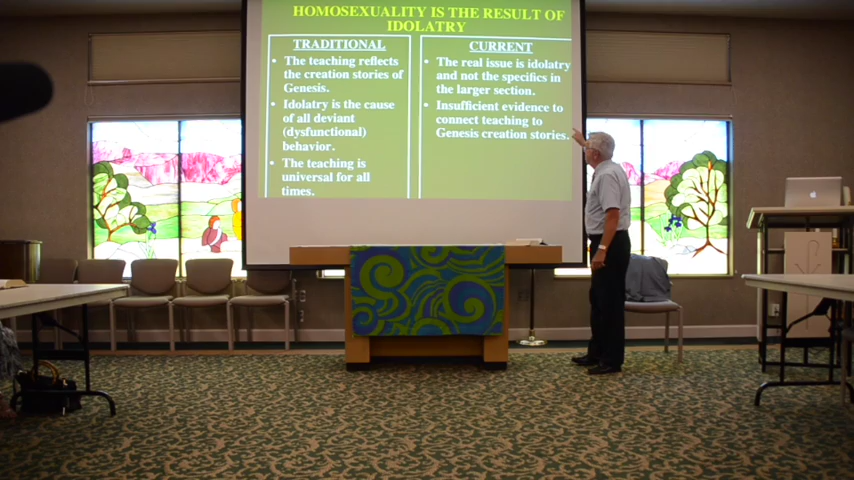 HOMOSEXUALITY IS THE RESULT OF
IDOLATRY
TRADITIONAL
• The teaching reflects
the creation stories of
Genesis.
• Idolatry is the cause
of all deviant
(dysfunctional)
behavior.
• The teaching is
universal for all
times.
CURRENT
• The real issue is idolatry
and not the specifics in
the larger section.
• Insufficient evidence to
connect teaching to
Genesis creation stories.